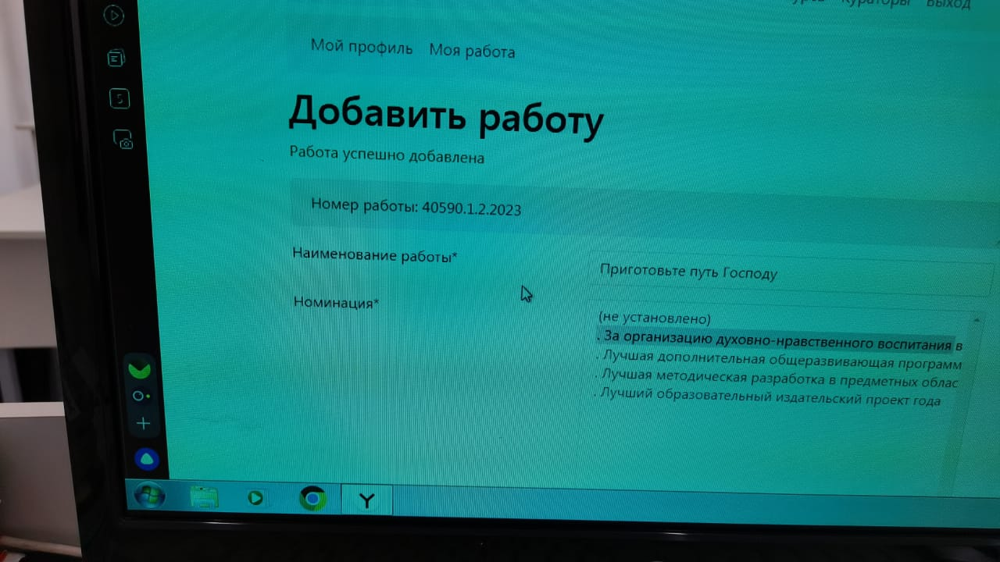 Кураторы Выход
Мой профиль Моя работа
Добавить работу
Работа успешно добавлена
Номер работы: 40590.1.2.2023
Наименование работы*
Приготовьте путь Господу
Номинация*
(не установлено)
. За организацию духовно-нравственного воспитания в
. Лучшая дополнительная общеразвивающая программ
. Лучшая методическая разработка в предметных облас
. Лучший образовательный издательский проект года